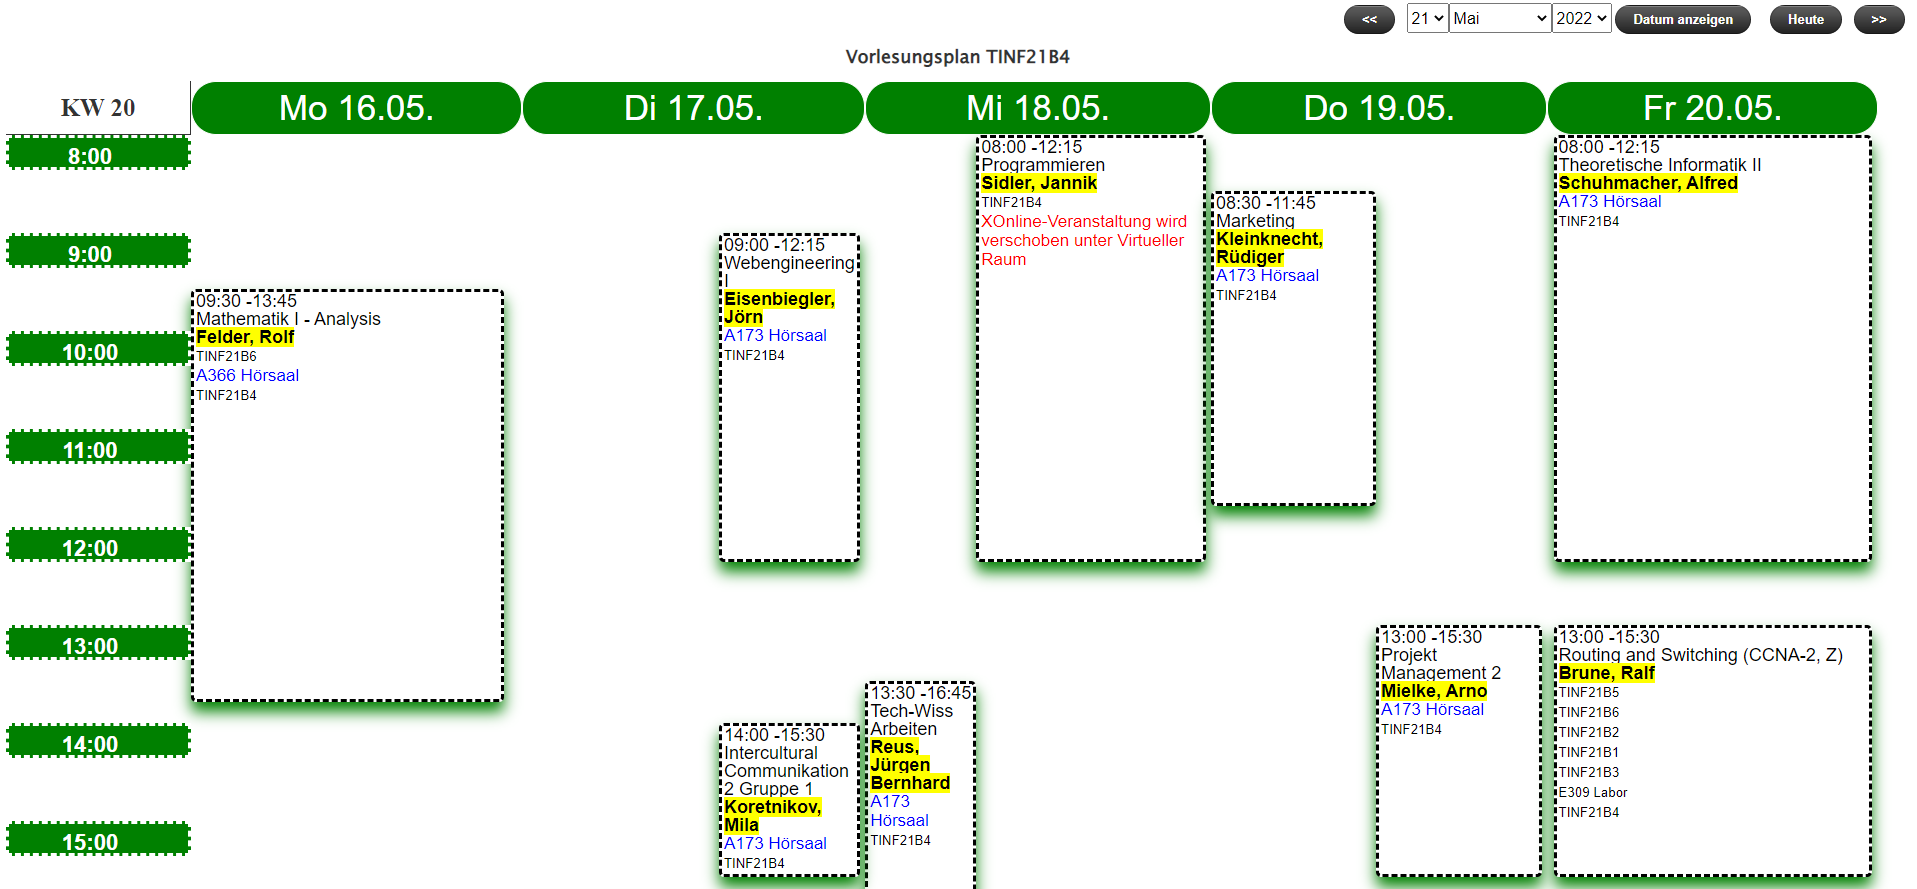 <<
21
Mai
2022
Datum anzeigen
Heute
>>
Vorlesungsplan TINF21B4
KW 20
Mo 16.05.
Di 17.05.
Mi 18.05.
Do 19.05.
Fr 20.05.
8:00
9:00
10:00
11:00
12:00
13:00
14:00
15:00
09:30 -13:45
Mathematik I - Analysis
Felder, Rolf
TINF21B6
A366 Hörsaal
TINF21B4
09:00 -12:15
Webengineering
I
Eisenbiegler,
Jörn
A173 Hörsaal
TINF21B4
14:00 -15:30
Intercultural
Communikation
2 Gruppe 1
Koretnikov,
Mila
A173 Hörsaal
TINF21B4
08:00 -12:15
Programmieren
Sidler, Jannik
TINF21B4
XOnline-Veranstaltung wird
verschoben unter Virtueller
Raum
13:30 -16:45
Tech-Wiss
Arbeiten
Reus,
Jürgen
Bernhard
A173
Hörsaal
TINF21B4
08:30 -11:45
Marketing
Kleinknecht,
Rüdiger
A173 Hörsaal
TINF21B4
13:00 -15:30
Projekt
Management 2
Mielke, Arno
A173 Hörsaal
TINF21B4
08:00 -12:15
Theoretische Informatik II
Schuhmacher, Alfred
A173 Hörsaal
TINF21B4
13:00 -15:30
Routing and Switching (CCNA-2, Z)
Brune, Ralf
TINF21B5
TINF21B6
TINF21B2
TINF21B1
TINF21B3
E309 Labor
TINF21B4